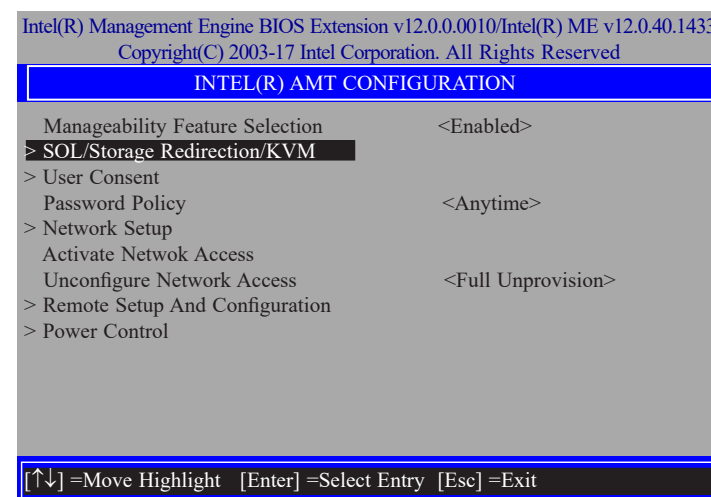 Intel(R) Management Engine BIOS Extension v12.0.0.0010/Intel(R) ME v12.0.40.1433
Copyright(C) 2003-17 Intel Corporation. All Rights Reserved
INTEL(R) AMT CONFIGURATION
Manageability Feature Selection <Enabled>
> SOL/Storage Redirection/KVM
> User Consent
Password Policy <Anytime>
> Network Setup
Activate Netwok Access
Unconfigure Network Access <Full Unprovision>
> Remote Setup And Configuration
> Power Control
[↑↓] =Move Highlight [Enter] =Select Entry [Esc] =Exit